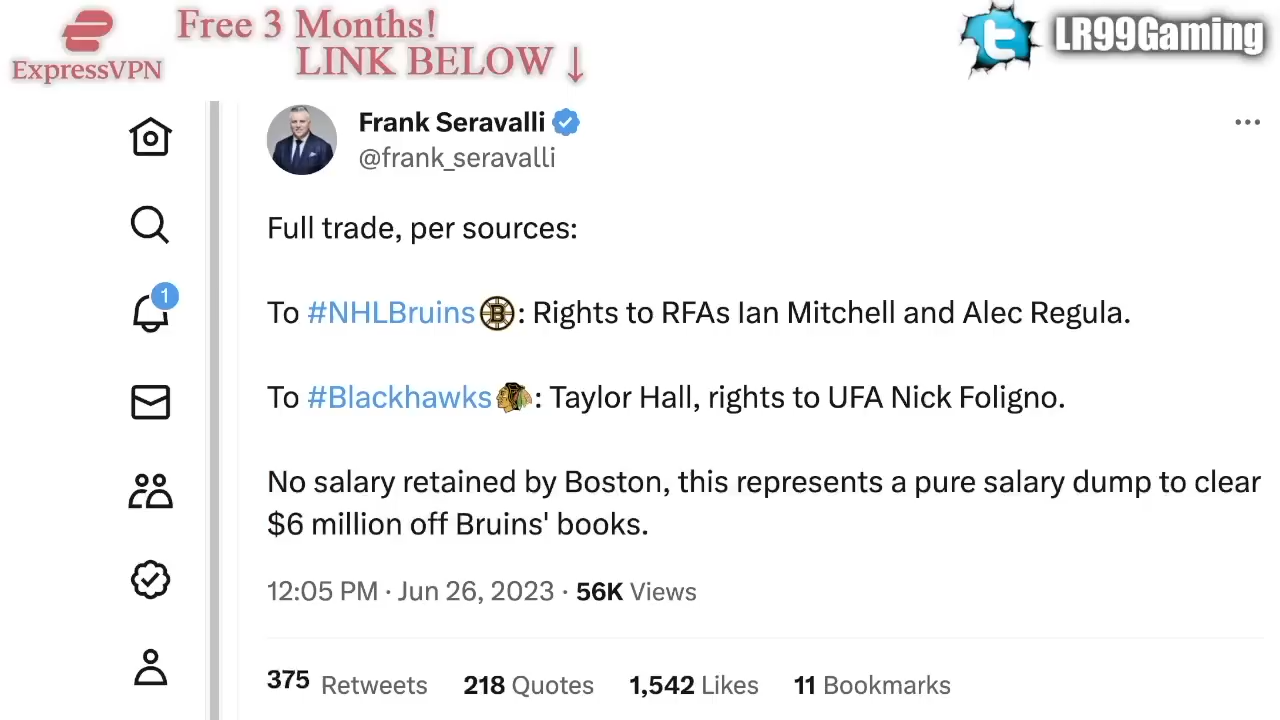 Free 3 Months!
LINK BELOW ↓
ExpressVPN
LR99Gaming
Frank Seravalli
@frank_seravalli
Full trade, per sources:
To #NHLBruins: Rights to RFAs Ian Mitchell and Alec Regula.
To #Blackhawks: Taylor Hall, rights to UFA Nick Foligno.
No salary retained by Boston, this represents a pure salary dump to clear
$6 million off Bruins' books.
12:05 PM · Jun 26, 2023 · 56K Views
375 Retweets 218 Quotes 1,542 Likes 11 Bookmarks
1